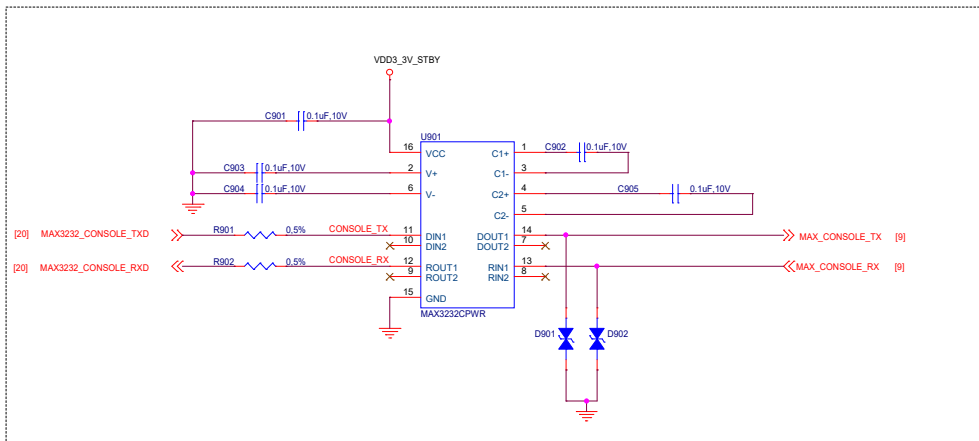 VDD3_3V_STBY
C901 0.1uF,10V
U901
16 VCC C1+ 1 C902 0.1uF,10V
C903 0.1uF,10V 2 V+ C1- 3
C904 0.1uF,10V 6 V- C2+ 4 C905 0.1uF,10V
C2- 5
[20] MAX3232_CONSOLE_TXD R901 0,5% CONSOLE_TX 11 DIN1 DOUT1 14 MAX_CONSOLE_TX [9]
10 DIN2 DOUT2 7
[20] MAX3232_CONSOLE_RXD R902 0,5% CONSOLE_RX 12 ROUT1 RIN1 13 MAX_CONSOLE_RX [9]
9 ROUT2 RIN2 8
15 GND
MAX3232CPWR
D901 D902